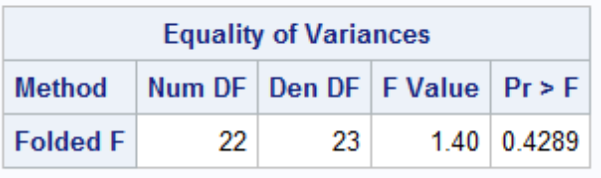 Equality of Variances
Method Num DF Den DF F Value Pr > F
Folded F 22 23 1.40 0.4289